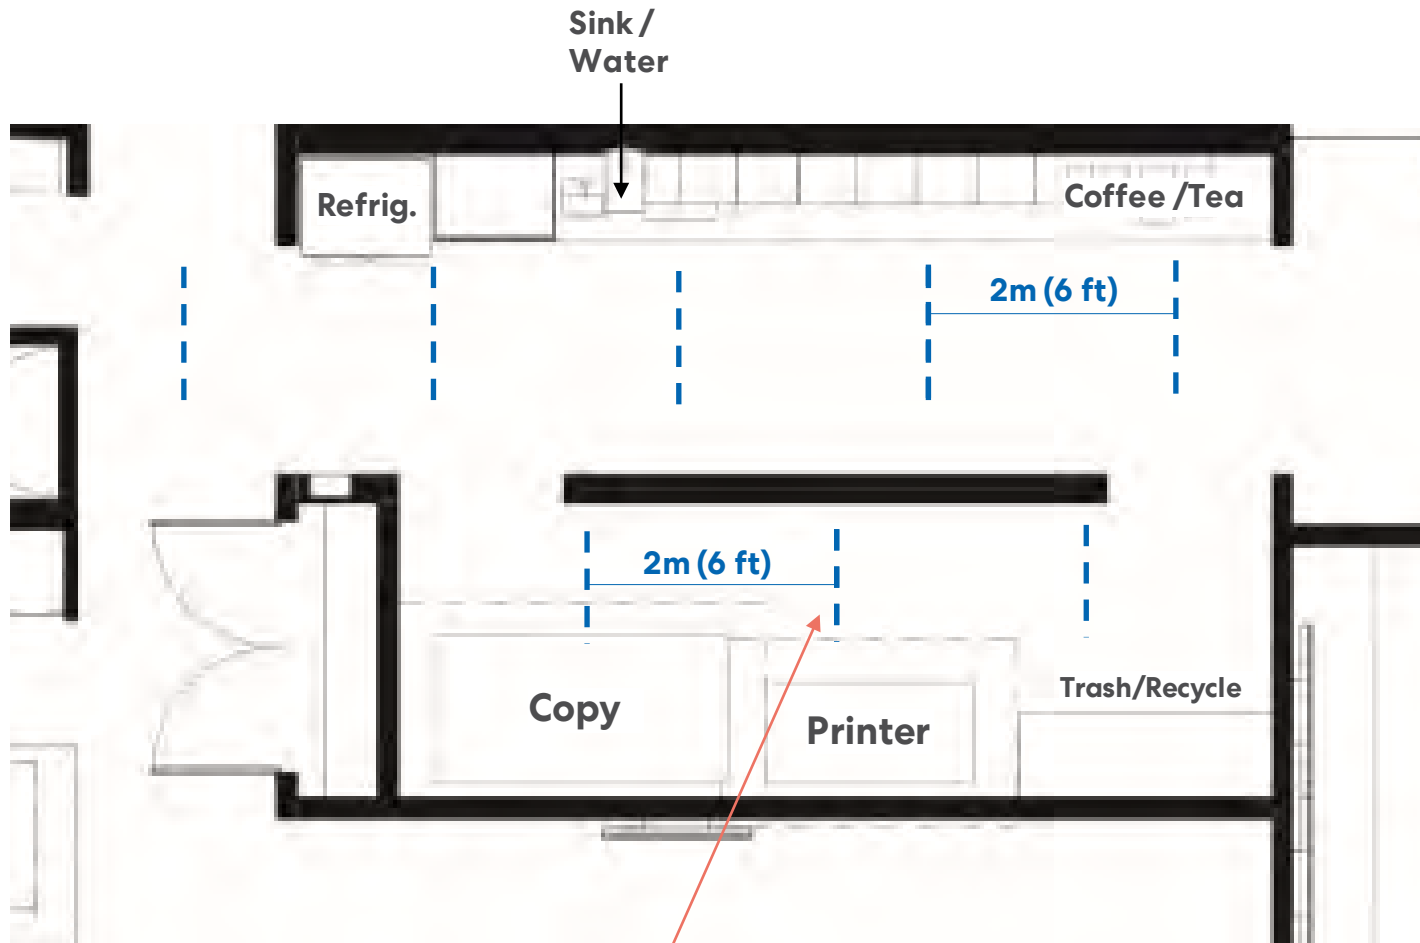 Sink /
Water
Refrig.
Coffee /Tea
2m (6 ft)
2m (6 ft)
Copy
Printer
Trash/Recycle